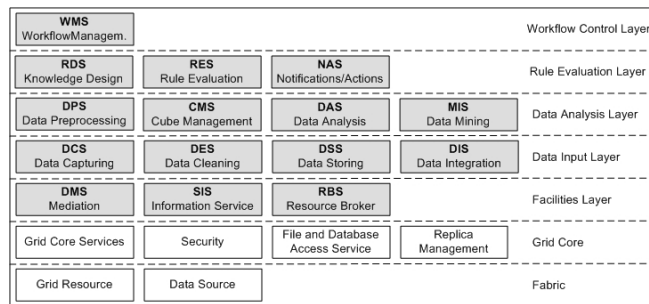 WMS
WorkflowManagem.
Workflow Control Layer
RDS
Knowledge Design
RES
Rule Evaluation
NAS
Notifications/Actions
Rule Evaluation Layer
DPS
Data Preprocessing
CMS
Cube Management
DAS
Data Analysis
MIS
Data Mining
Data Analysis Layer
DCS
Data Capturing
DES
Data Cleaning
DSS
Data Storing
DIS
Data Integration
Data Input Layer
DMS
Mediation
SIS
Information Service
RBS
Resource Broker
Facilities Layer
Grid Core Services
Security
File and Database
Access Service
Replica
Management
Grid Core
Grid Resource
Data Source
Fabric